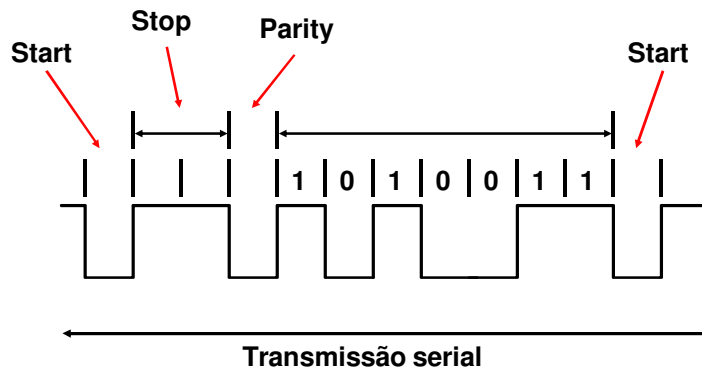 Stop
Parity
Start
Start
1 0 1 0 0 1 1
Transmissão serial